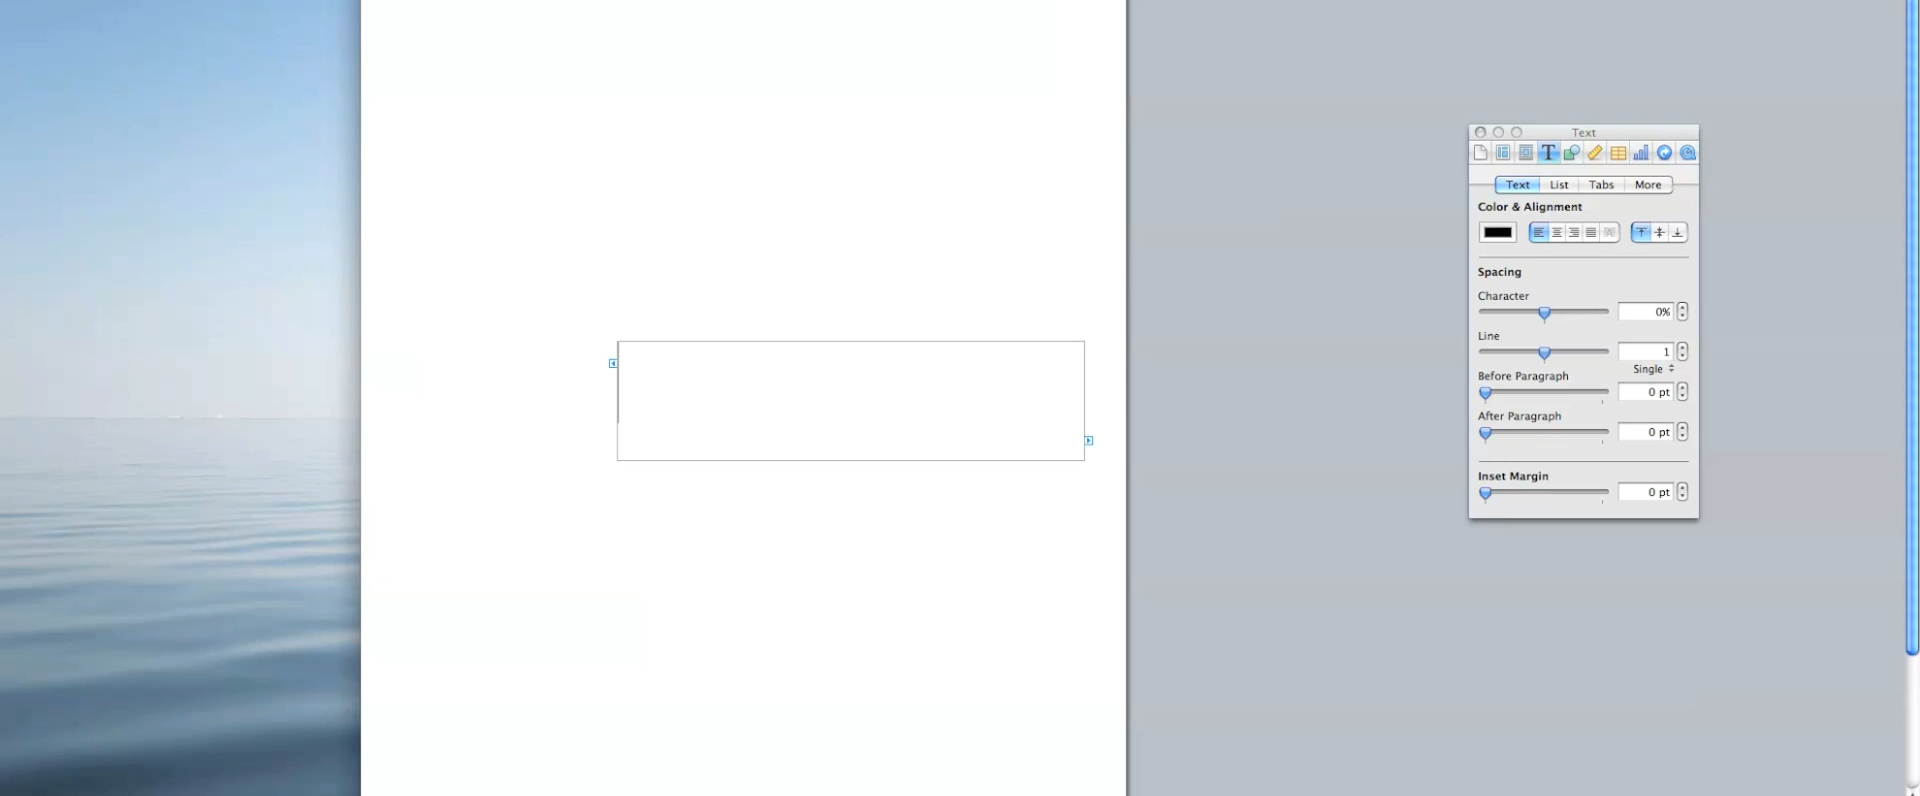 Text
T
Text List Tabs More
Color & Alignment
Spacing
Character
0%
Line
1
Single
Before Paragraph
0 pt
After Paragraph
0 pt
Inset Margin
0 pt